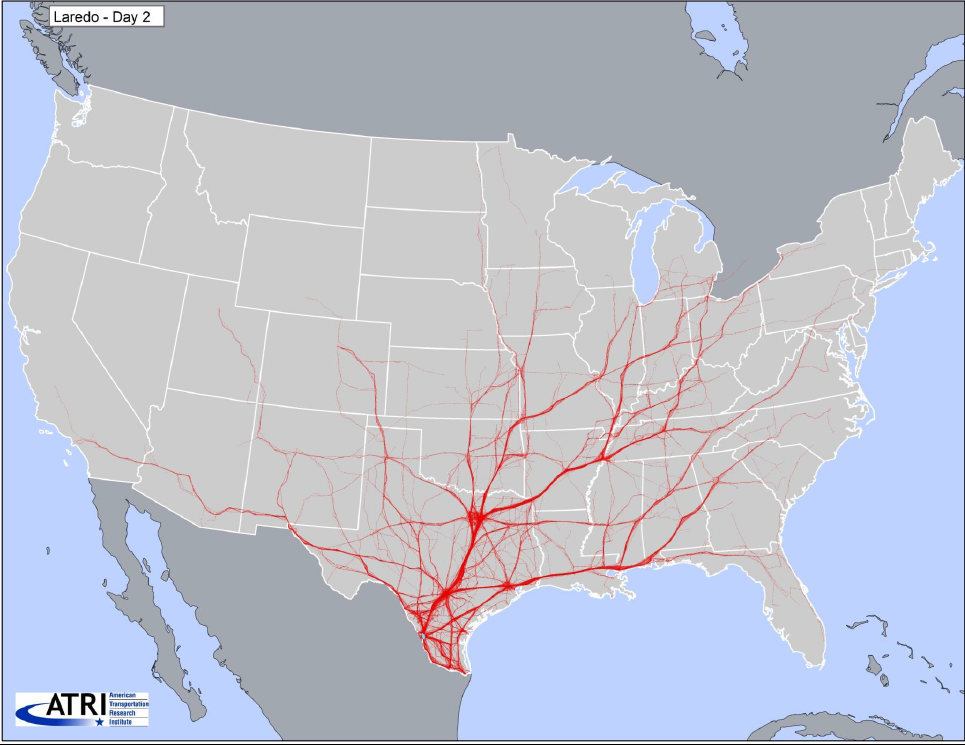 Laredo - Day 2
ATRI
American
Transportation
Research
Institute